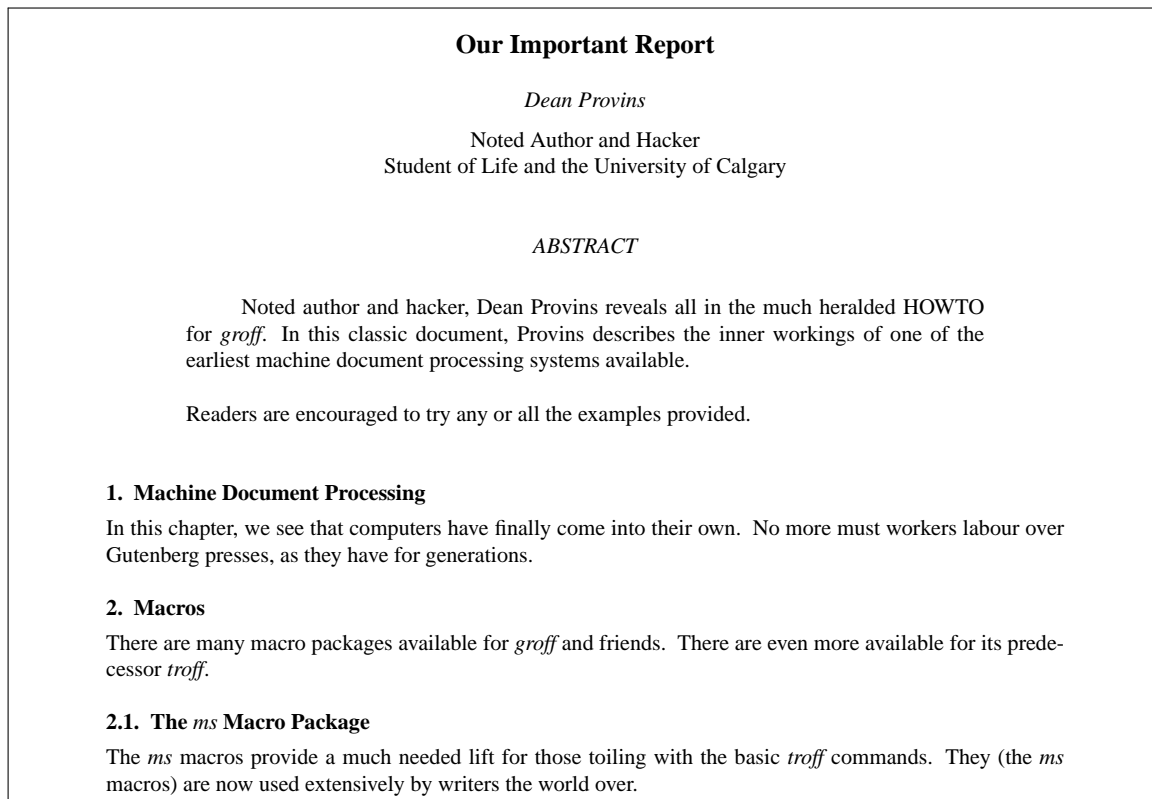 Our Important Report
Dean Provins
Noted Author and Hacker
Student of Life and the University of Calgary
ABSTRACT
Noted author and hacker, Dean Provins reveals all in the much heralded HOWTO
for groff. In this classic document, Provins describes the inner workings of one of the
earliest machine document processing systems available.
Readers are encouraged to try any or all the examples provided.
1. Machine Document Processing
In this chapter, we see that computers have finally come into their own. No more must workers labour over
Gutenberg presses, as they have for generations.
2. Macros
There are many macro packages available for groff and friends. There are even more available for its prede-
cessor troff.
2.1. The ms Macro Package
The ms macros provide a much needed lift for those toiling with the basic troff commands. They (the ms
macros) are now used extensively by writers the world over.